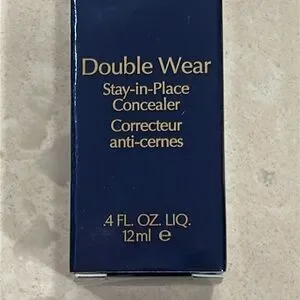 Double Wear
Stay-in-Place
Concealer
Correcteur
anti-cernes
.4 FL. OZ. LIQ.
12ml e